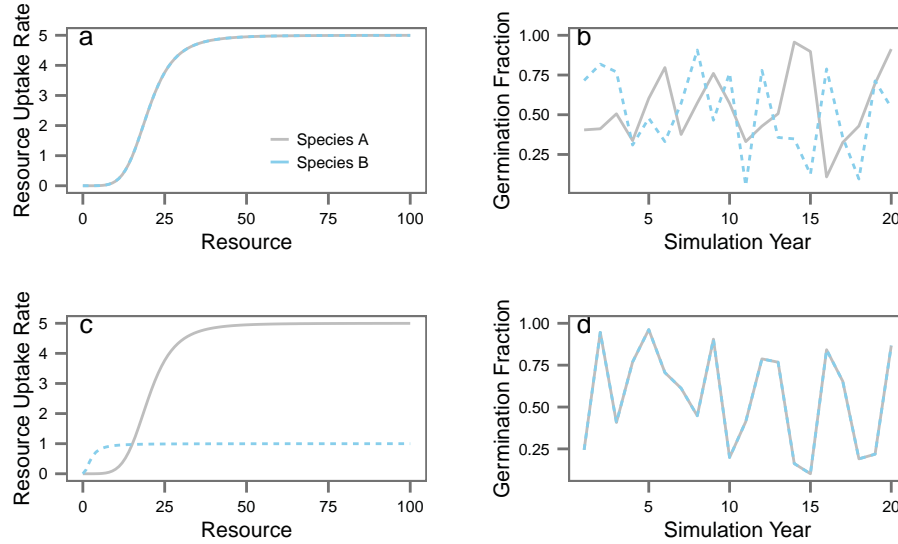 a
Resource Uptake Rate
5
4
3
2
1
0
Species A
Species B
0 25 50 75 100
Resource
b
Germination Fraction
1.00
0.75
0.50
0.25
5 10 15 20
Simulation Year
c
Resource Uptake Rate
5
4
3
2
1
0
0 25 50 75 100
Resource
d
Germination Fraction
1.00
0.75
0.50
0.25
5 10 15 20
Simulation Year